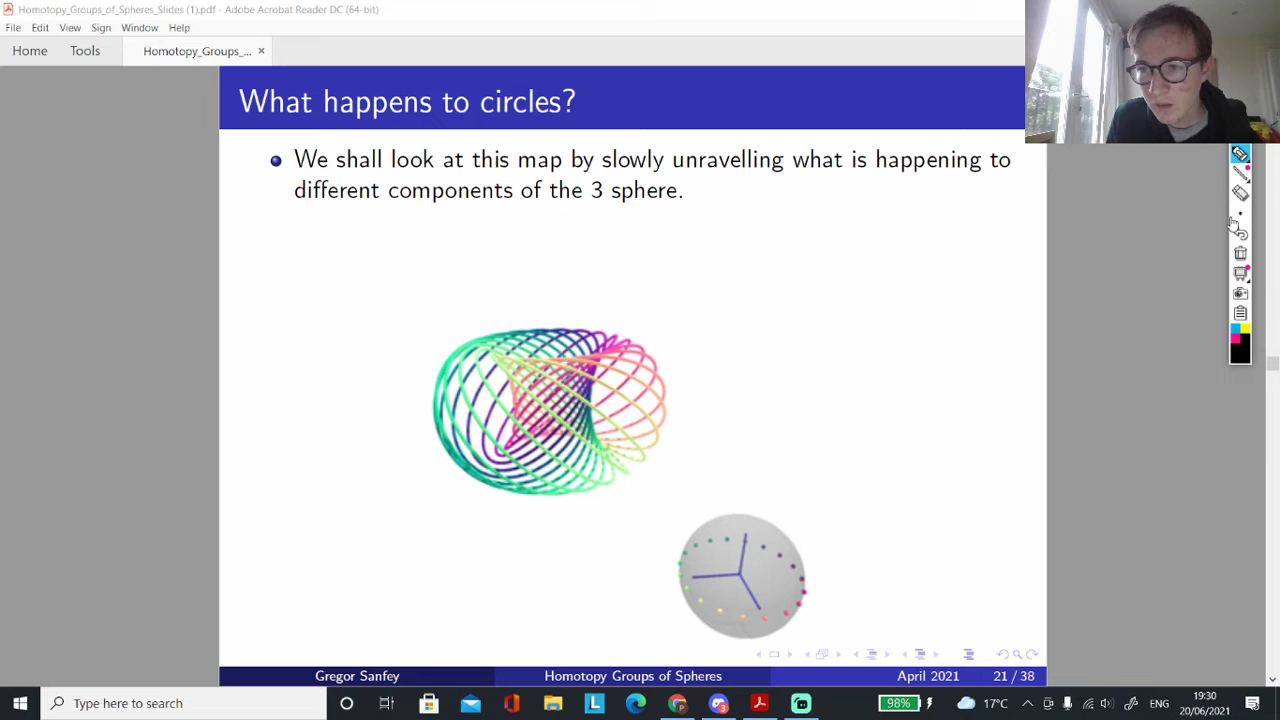 Homotopy_Groups_of_Spheres_Slides (1).pdf - Adobe Acrobat Reader DC (64-bit)
File Edit View Sign Window Help
Home Tools Homotopy_Groups_... ×
What happens to circles?
We shall look at this map by slowly unravelling what is happening to
different components of the 3 sphere.
Gregor Sanfey Homotopy Groups of Spheres April 2021 21 / 38
Type here to search 98% 17°C ENG 19:30
20/06/2021